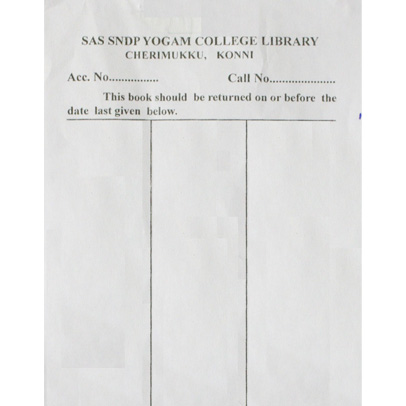 SAS SNDP YOGAM COLLEGE LIBRARY
CHERIMUKKU, KONNI
Acc. No................ Call No.....................
This book should be returned on or before the
date last given below.